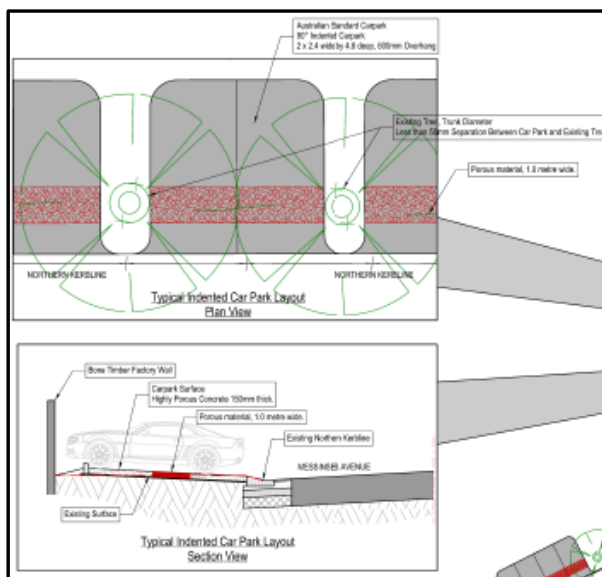 Australian Standard Carpark
90° Indented Carpark
2 x 2.4 wide by 4.8 deep, 600mm Overhang
Existing Tree, Trunk Diameter
Less than 50mm Separation Between Car Park and Existing Tree
Porous material, 1.0 metre wide.
NORTHERN KERBLINE
NORTHERN KERBLINE
Typical Indented Car Park Layout
Plan View
Bone Timber Factory Wall
Carpark Surface
Highly Porous Concrete 150mm thick.
Porous material, 1.0 metre wide.
Existing Northern Kerbline
MESSINES AVENUE
Existing Surface
Typical Indented Car Park Layout
Section View